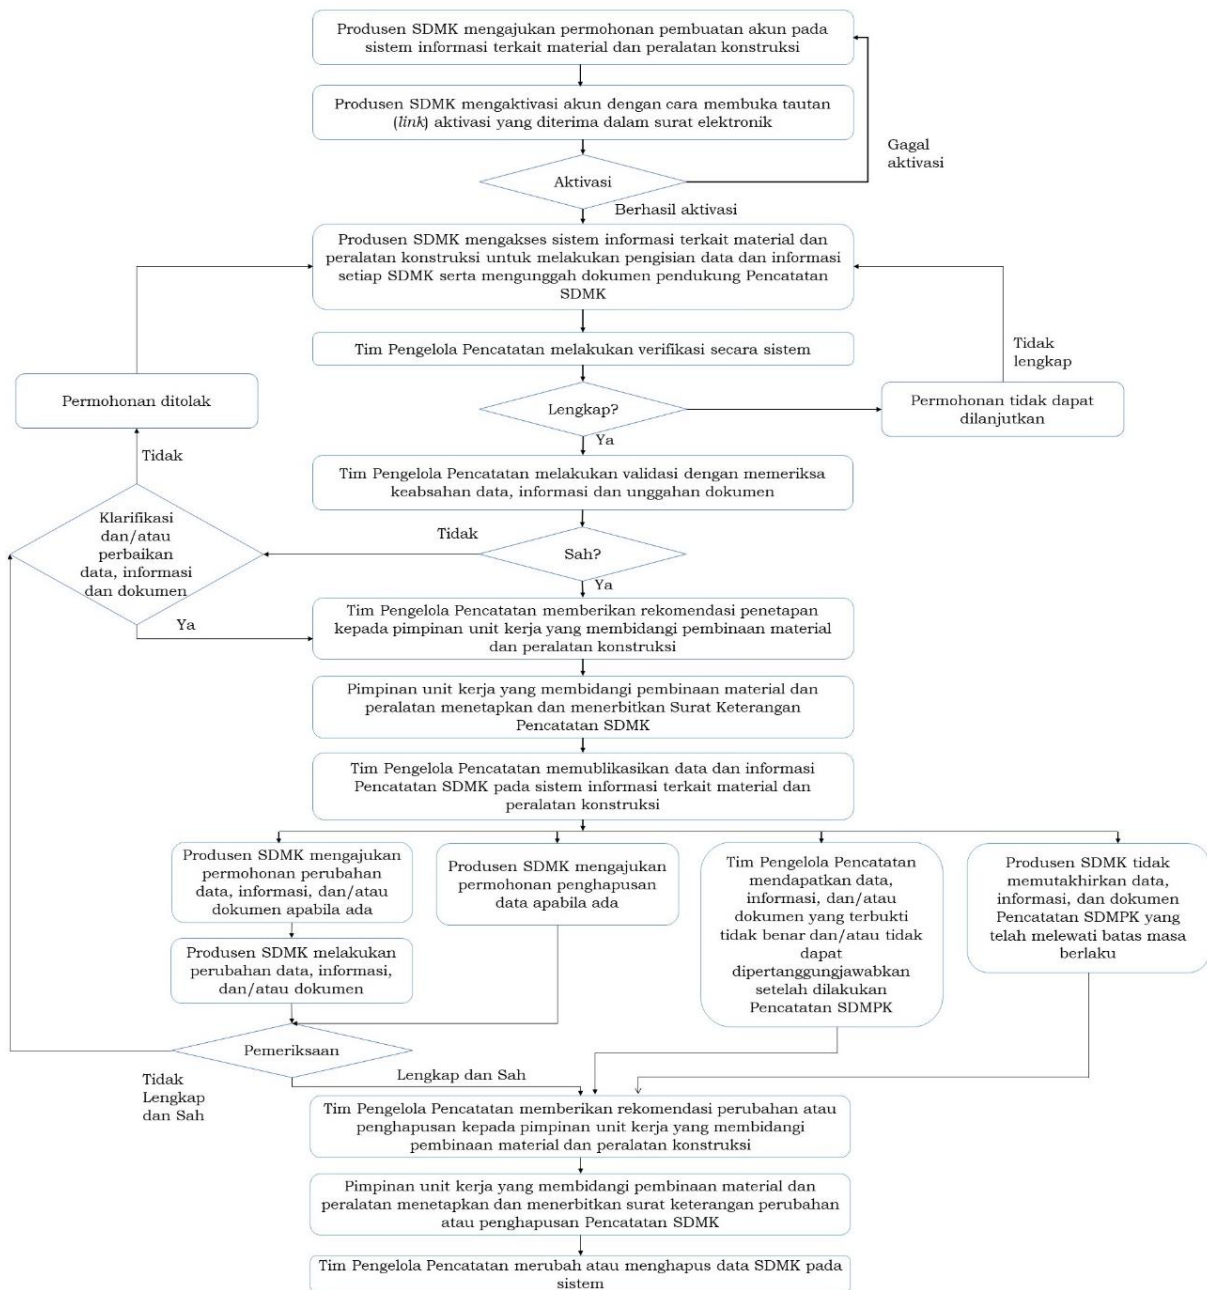 Produsen SDMK mengajukan permohonan pembuatan akun pada
sistem informasi terkait material dan peralatan konstruksi
Produsen SDMK mengaktivasi akun dengan cara membuka tautan
(link) aktivasi yang diterima dalam surat elektronik
Gagal
aktivasi
Aktivasi
Berhasil aktivasi
Produsen SDMK mengakses sistem informasi terkait material dan
peralatan konstruksi untuk melakukan pengisian data dan informasi
setiap SDMK serta mengunggah dokumen pendukung Pencatatan
SDMK
Tim Pengelola Pencatatan melakukan verifikasi secara sistem
Tidak
lengkap
Permohonan ditolak
Lengkap?
Permohonan tidak dapat
dilanjutkan
Ya
Tidak
Tim Pengelola Pencatatan melakukan validasi dengan memeriksa
keabsahan data, informasi dan unggahan dokumen
Klarifikasi
dan/atau
perbaikan
data, informasi
dan dokumen
Tidak
Sah?
Ya
Tim Pengelola Pencatatan memberikan rekomendasi penetapan
kepada pimpinan unit kerja yang membidangi pembinaan material
dan peralatan konstruksi
Ya
Pimpinan unit kerja yang membidangi pembinaan material dan
peralatan menetapkan dan menerbitkan Surat Keterangan
Pencatatan SDMK
Tim Pengelola Pencatatan memublikasikan data dan informasi
Pencatatan SDMK pada sistem informasi terkait material dan
peralatan konstruksi
Produsen SDMK mengajukan
permohonan perubahan
data, informasi, dan/atau
dokumen apabila ada
Produsen SDMK mengajukan
permohonan penghapusan
data apabila ada
Tim Pengelola Pencatatan
mendapatkan data,
informasi, dan/atau
dokumen yang terbukti
tidak benar dan/atau tidak
dapat
dipertanggungjawabkan
setelah dilakukan
Pencatatan SDMPK
Produsen SDMK tidak
memutakhirkan data,
informasi, dan dokumen
Pencatatan SDMPK yang
telah melewati batas masa
berlaku
Produsen SDMK melakukan
perubahan data, informasi,
dan/atau dokumen
Pemeriksaan
Tidak
Lengkap
dan Sah
Lengkap dan Sah
Tim Pengelola Pencatatan memberikan rekomendasi perubahan atau
penghapusan kepada pimpinan unit kerja yang membidangi
pembinaan material dan peralatan konstruksi
Pimpinan unit kerja yang membidangi pembinaan material dan
peralatan menetapkan dan menerbitkan surat keterangan perubahan
atau penghapusan Pencatatan SDMK
Tim Pengelola Pencatatan merubah atau menghapus data SDMK pada
sistem